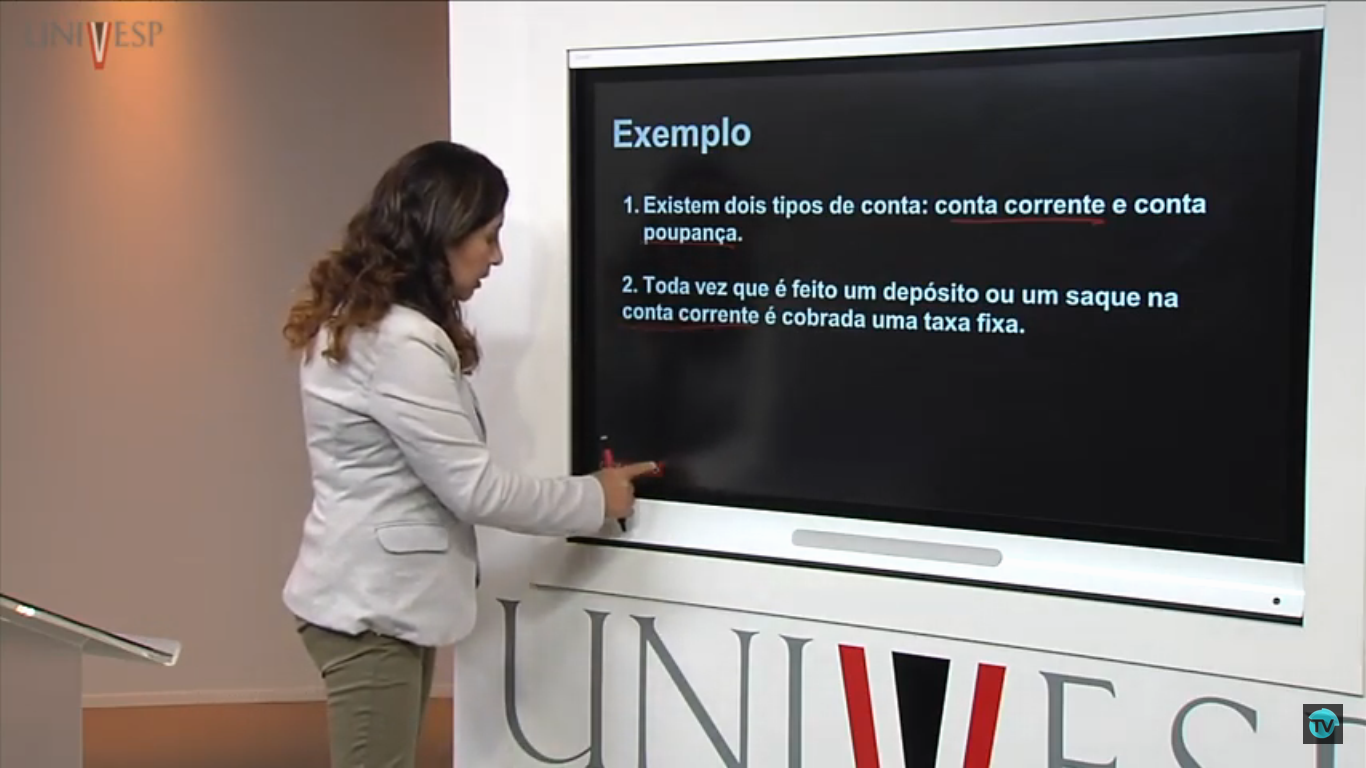 UNIVESP
Exemplo
1. Existem dois tipos de conta: conta corrente e conta
poupança.
2. Toda vez que é feito um depósito ou um saque na
conta corrente é cobrada uma taxa fixa.
UNIVESP
TV